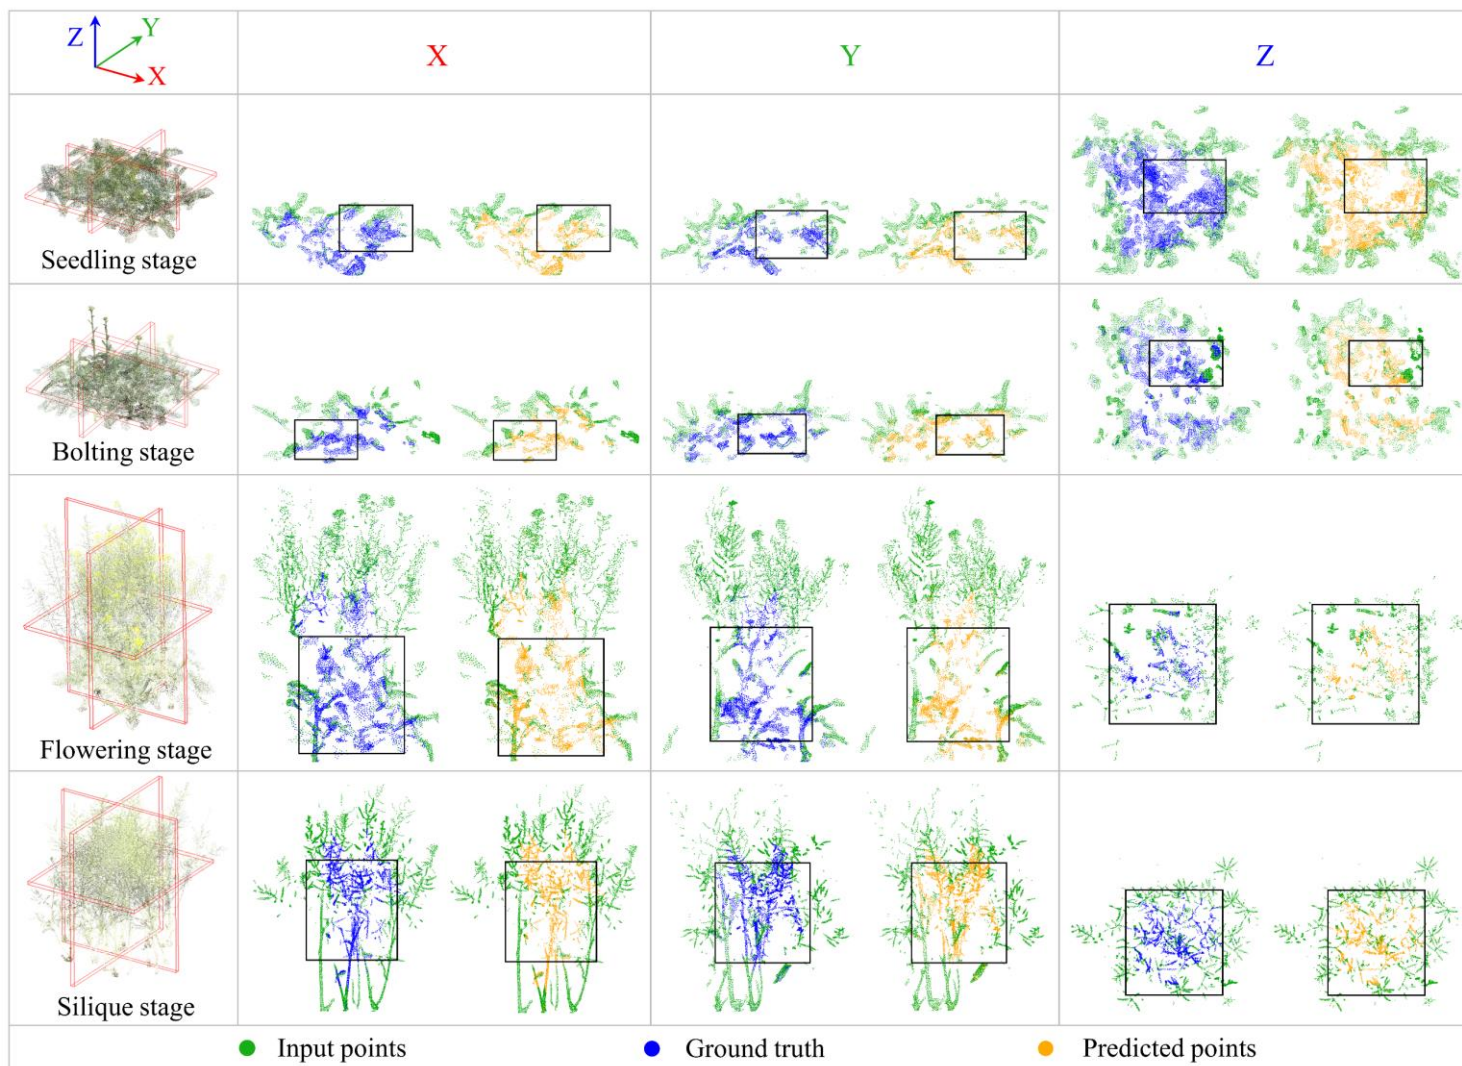 Z
Y
X
X
Y
Z
Seedling stage
Bolting stage
Flowering stage
Silique stage
Input points
Ground truth
Predicted points